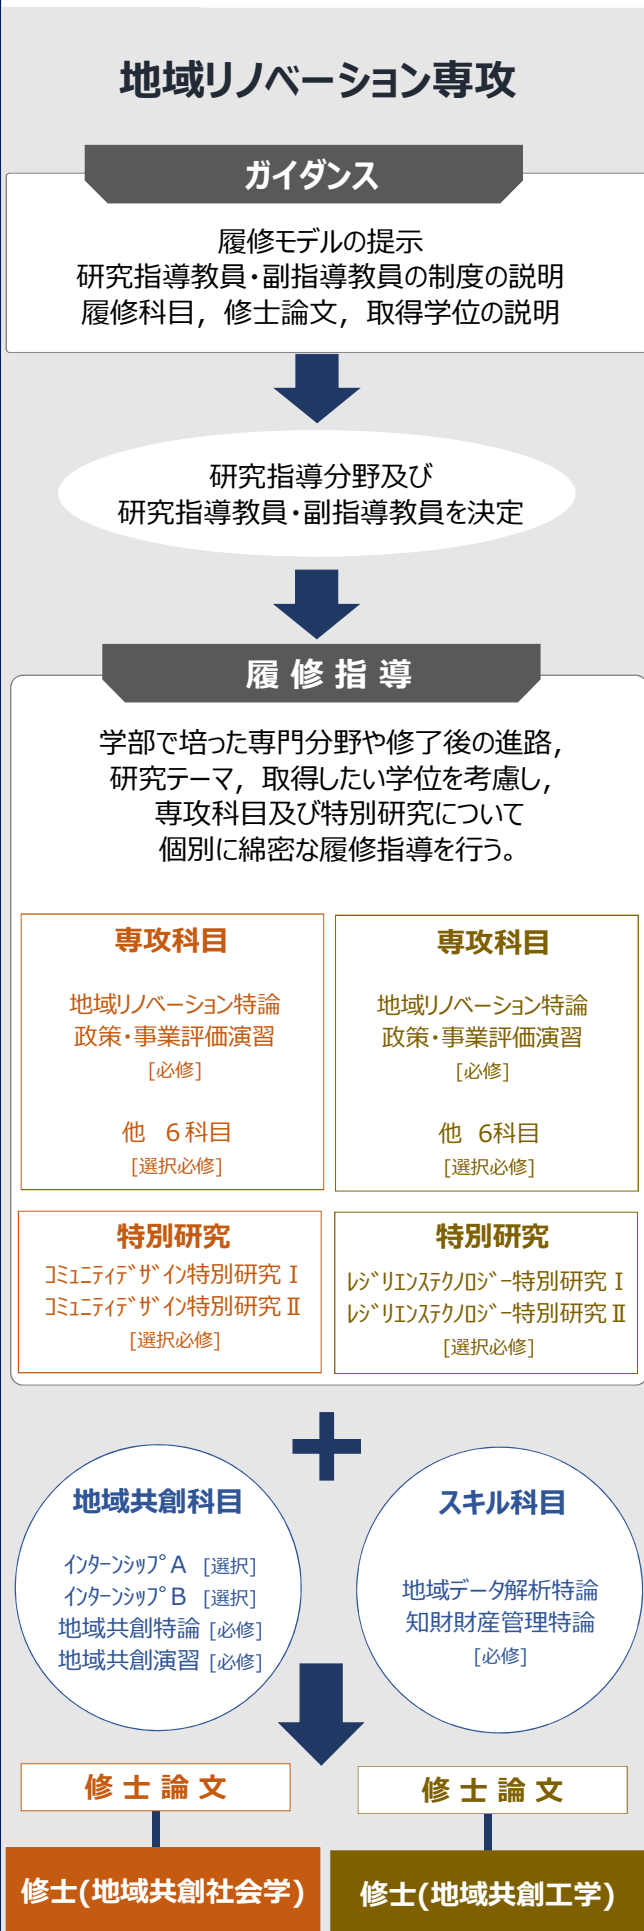 地域リノベーション専攻
ガイダンス
履修モデルの提示
研究指導教員・副指導教員の制度の説明
履修科目，修士論文，取得学位の説明
研究指導分野及び
研究指導教員・副指導教員を決定
履修指導
学部で培った専門分野や修了後の進路，
研究テーマ，取得したい学位を考慮し，
専攻科目及び特別研究について
個別に綿密な履修指導を行う。
専攻科目
地域リノベーション特論
政策・事業評価演習
[必修]
他　６科目
[選択必修]
専攻科目
地域リノベーション特論
政策・事業評価演習
[必修]
他　6科目
[選択必修]
特別研究
ｺﾐｭﾆﾃｨﾃﾞｻﾞｲﾝ特別研究Ⅰ
ｺﾐｭﾆﾃｨﾃﾞｻﾞｲﾝ特別研究Ⅱ
[選択必修]
特別研究
ﾚｼﾞﾘｴﾝｽﾃｸﾉﾛｼﾞｰ特別研究Ⅰ
ﾚｼﾞﾘｴﾝｽﾃｸﾉﾛｼﾞｰ特別研究Ⅱ
[選択必修]
地域共創科目
ｲﾝﾀｰﾝｼｯﾌﾟA [選択]
ｲﾝﾀｰﾝｼｯﾌﾟB [選択]
地域共創特論 [必修]
地域共創演習 [必修]
スキル科目
地域データ解析特論
知財財産管理特論
[必修]
修士論文
修士論文
修士(地域共創社会学)
修士(地域共創工学)